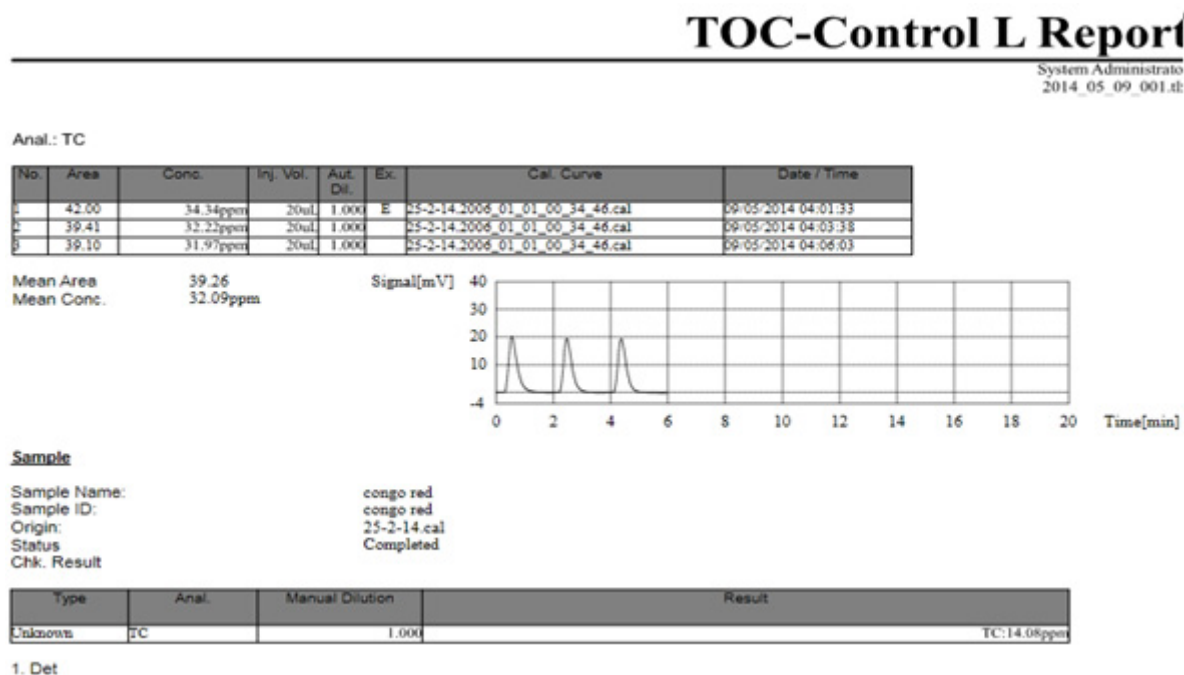 TOC-Control L Report
System Administrato
2014_05_09_001.tl
Anal.: TC
No. Area Conc. Inj. Vol. Aut. Dil. Ex. Cal. Curve Date / Time
1 42.00 34.34ppm 20uL 1.000 E 25-2-14.2006_01_01_00_34_46.cal 09/05/2014 04:01:33
2 39.41 32.22ppm 20uL 1.000 25-2-14.2006_01_01_00_34_46.cal 09/05/2014 04:03:38
3 39.10 31.97ppm 20uL 1.000 25-2-14.2006_01_01_00_34_46.cal 09/05/2014 04:06:03
Mean Area 39.26
Mean Conc. 32.09ppm
Signal[mV]
40
30
20
10
-4
0 2 4 6 8 10 12 14 16 18 20 Time[min]
Sample
Sample Name: congo red
Sample ID: congo red
Origin: 25-2-14.cal
Status Completed
Chk. Result
Type Anal. Manual Dilution Result
Unknown TC 1.000 TC:14.08ppm
1. Det